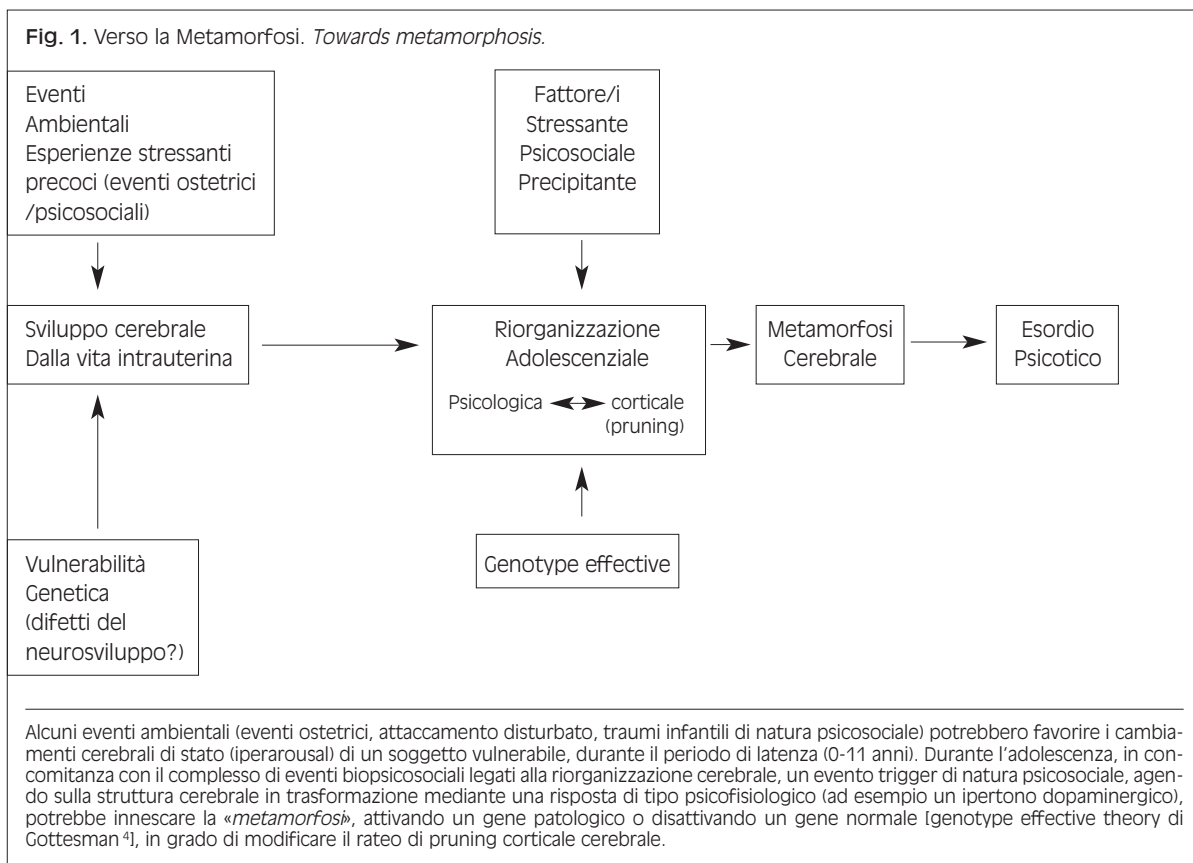 Fig. 1. Verso la Metamorfosi. Towards metamorphosis.
Eventi
Ambientali
Esperienze stressanti
precoci (eventi ostetrici
/psicosociali)
Fattore/i
Stressante
Psicosociale
Precipitante
Sviluppo cerebrale
Dalla vita intrauterina
Riorganizzazione
Adolescenziale
Psicologica corticale
(pruning)
Metamorfosi
Cerebrale
Esordio
Psicotico
Vulnerabilità
Genetica
(difetti del
neurosviluppo?)
Genotype effective
Alcuni eventi ambientali (eventi ostetrici, attaccamento disturbato, traumi infantili di natura psicosociale) potrebbero favorire i cambia-
menti cerebrali di stato (iperarousal) di un soggetto vulnerabile, durante il periodo di latenza (0-11 anni). Durante l'adolescenza, in con-
comitanza con il complesso di eventi biopsicosociali legati alla riorganizzazione cerebrale, un evento trigger di natura psicosociale, agen-
do sulla struttura cerebrale in trasformazione mediante una risposta di tipo psicofisiologico (ad esempio un ipertono dopaminergico),
potrebbe innescare la «metamorfosi», attivando un gene patologico o disattivando un gene normale [genotype effective theory di
Gottesman 4], in grado di modificare il rateo di pruning corticale cerebrale.